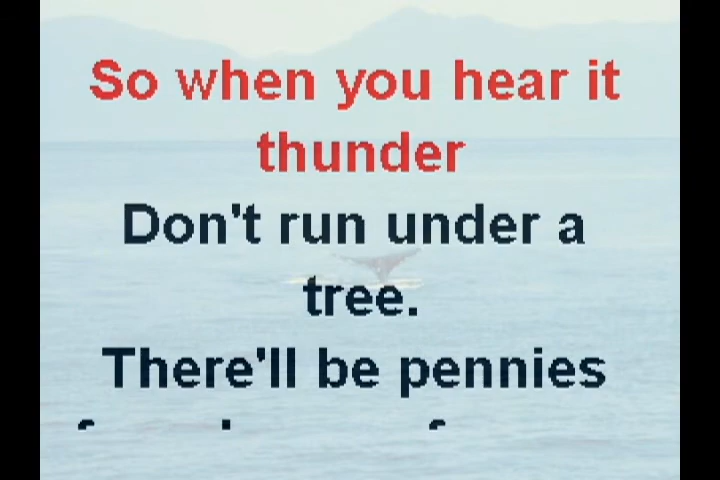 So when you hear it
thunder
Don't run under a
tree.
There'll be pennies